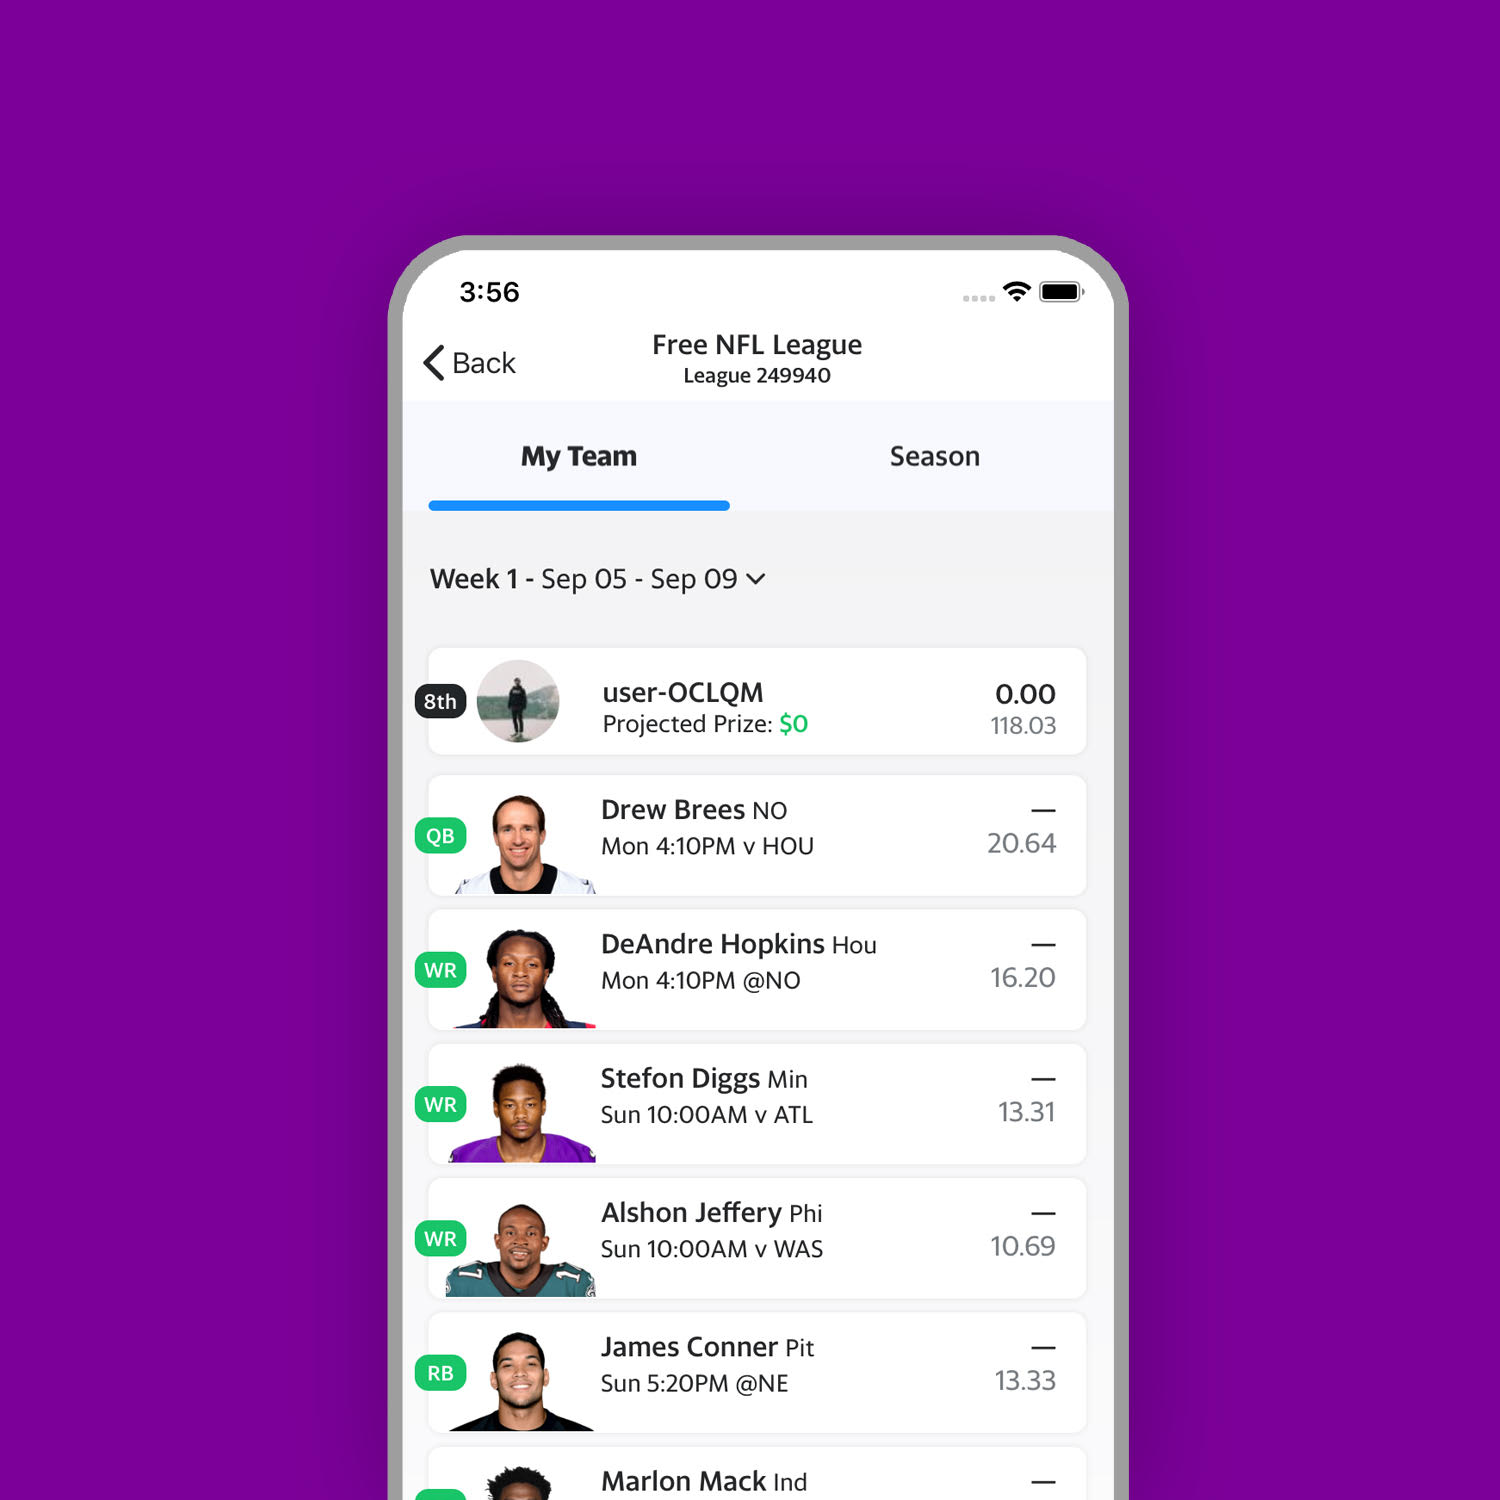 3:56
Back
Free NFL League
League 249940
My Team
Season
Week 1 - Sep 05 - Sep 09
8th
user-OCLQM
0.00
Projected Prize: $0
118.03
Drew Brees NO
—
QB
Mon 4:10PM v HOU
20.64
DeAndre Hopkins Hou
—
WR
Mon 4:10PM @NO
16.20
Stefon Diggs Min
—
WR
Sun 10:00AM v ATL
13.31
Alshon Jeffery Phi
—
WR
Sun 10:00AM v WAS
10.69
James Conner Pit
—
RB
Sun 5:20PM @NE
13.33
Marlon Mack Ind
—